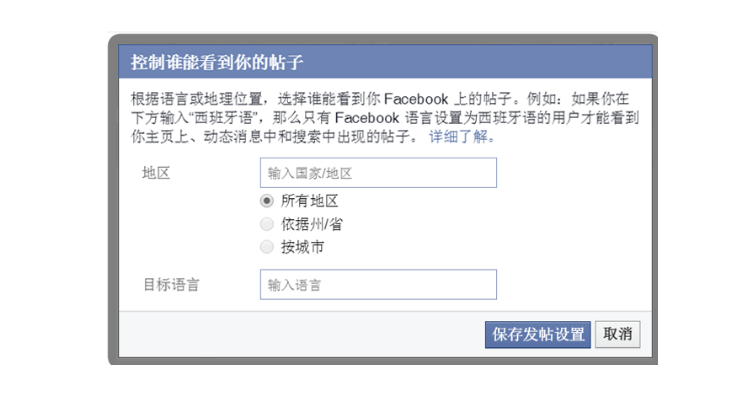 控制谁能看到你的帖子
根据语言或地理位置，选择谁能看到你 Facebook 上的帖子。例如：如果你在
下方输入“西班牙语”，那么只有 Facebook 语言设置为西班牙语的用户才能看到
你主页上、动态消息中和搜索中出现的帖子。 详细了解。
地区 输入国家/地区
所有地区
依据州/省
按城市
目标语言 输入语言
保存发帖设置 取消